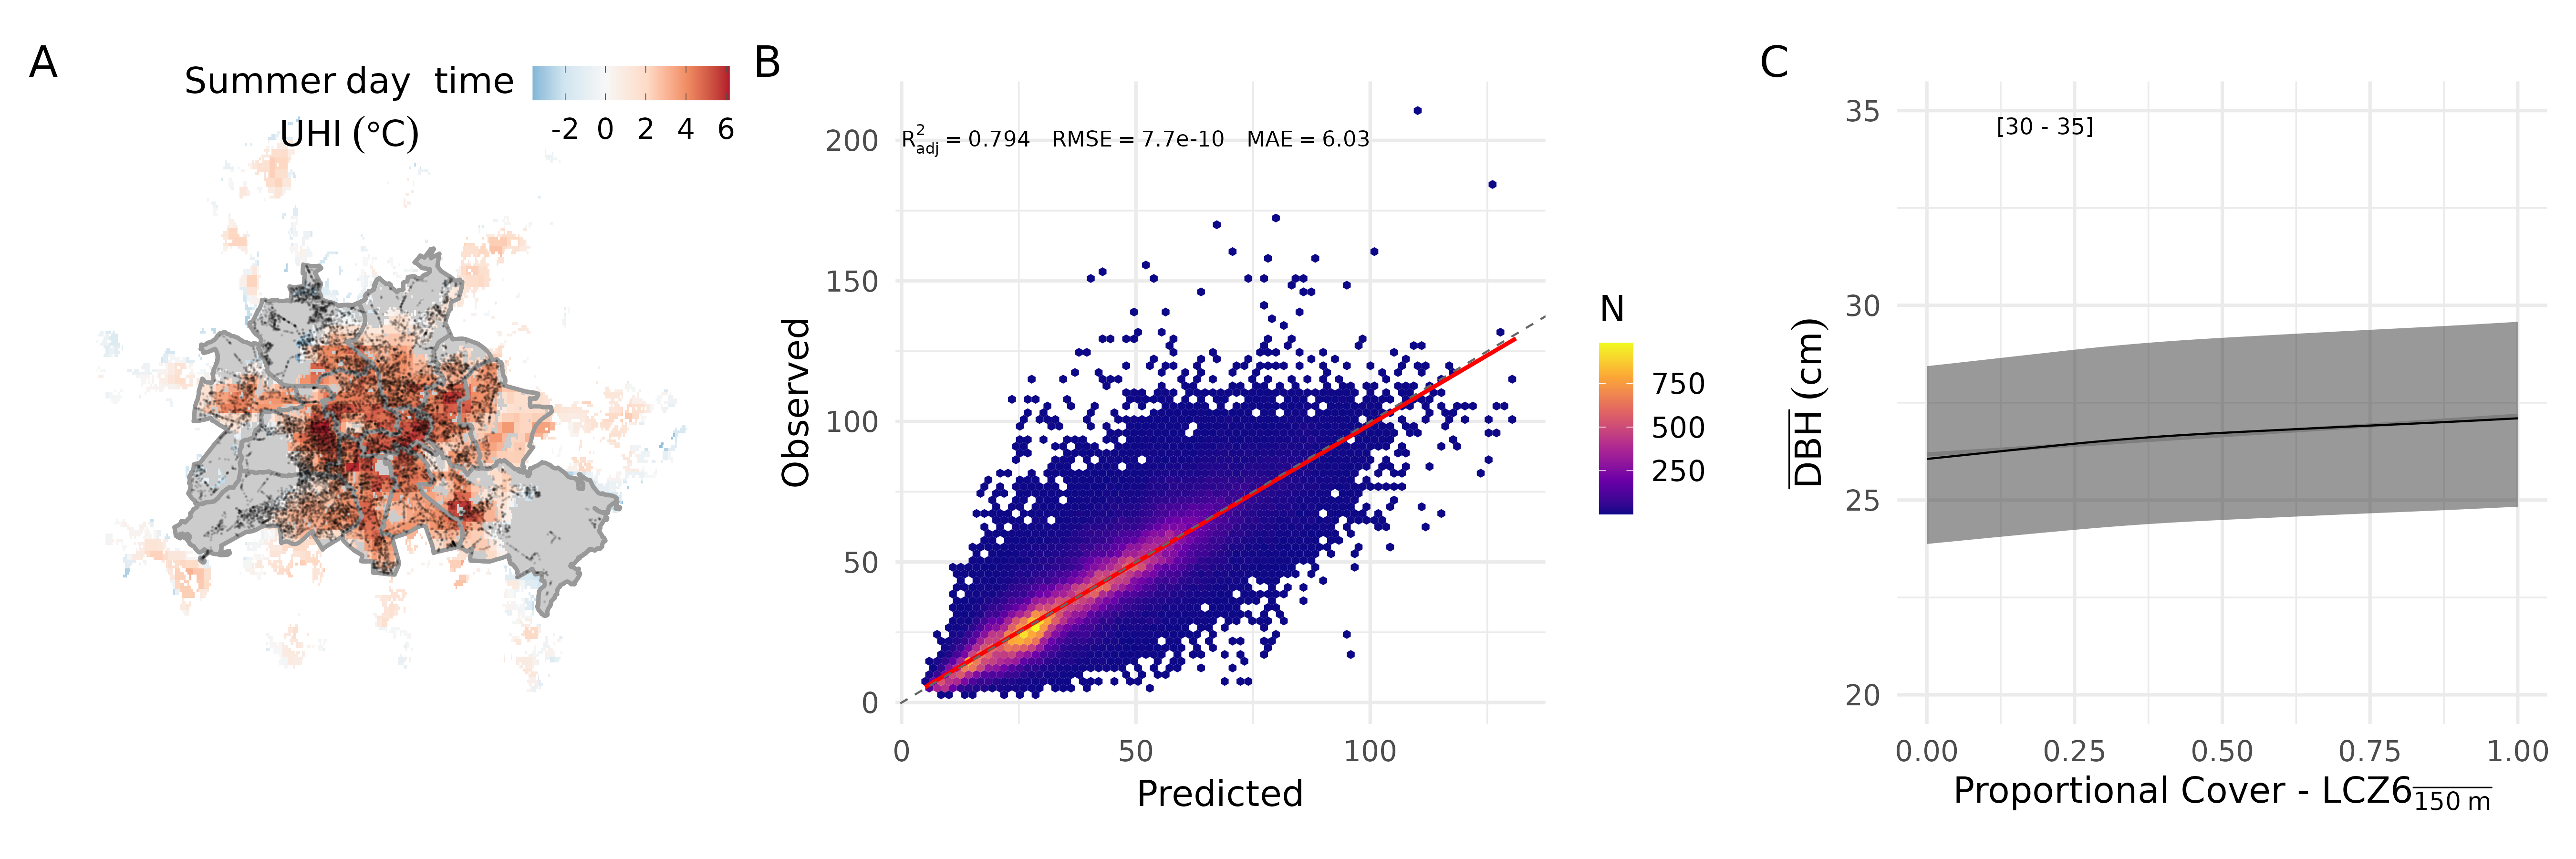 A
Summer day time
UHI (°C)
-2 0 2 4 6
B
R²adj = 0.794 RMSE = 7.7e-10 MAE = 6.03
Observed
200
150
100
50
0
0 50 100
Predicted
N
750
500
250
C
[30 - 35]
DBH (cm)
35
30
25
20
0.00 0.25 0.50 0.75 1.00
Proportional Cover - LCZ6 150 m